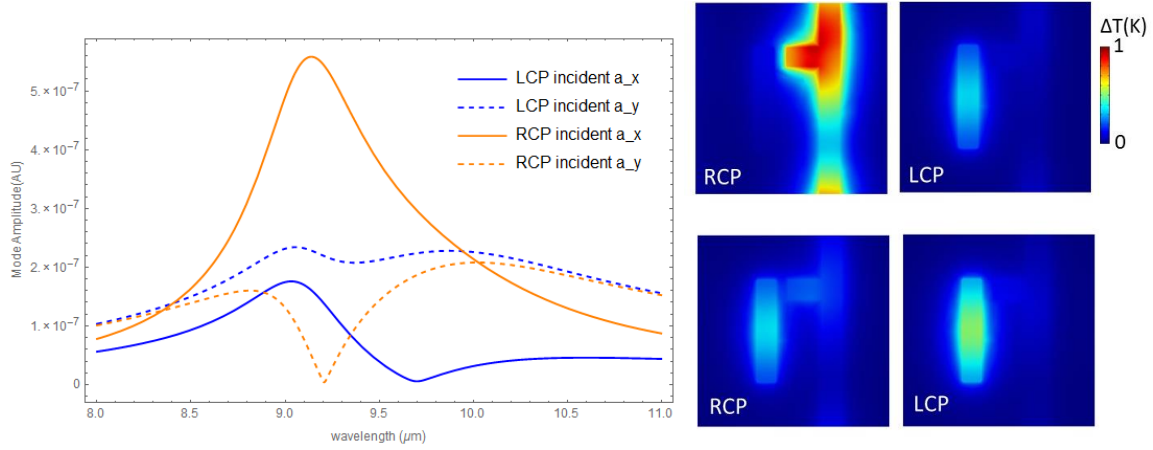 LCP incident a_x
LCP incident a_y
RCP incident a_x
RCP incident a_y
5. × 10⁻⁷
4. × 10⁻⁷
3. × 10⁻⁷
2. × 10⁻⁷
1. × 10⁻⁷
0
Mode Amplitude(AU)
8.0 8.5 9.0 9.5 10.0 10.5 11.0
wavelength (μm)
RCP
LCP
ΔT(K)
1
0
RCP
LCP